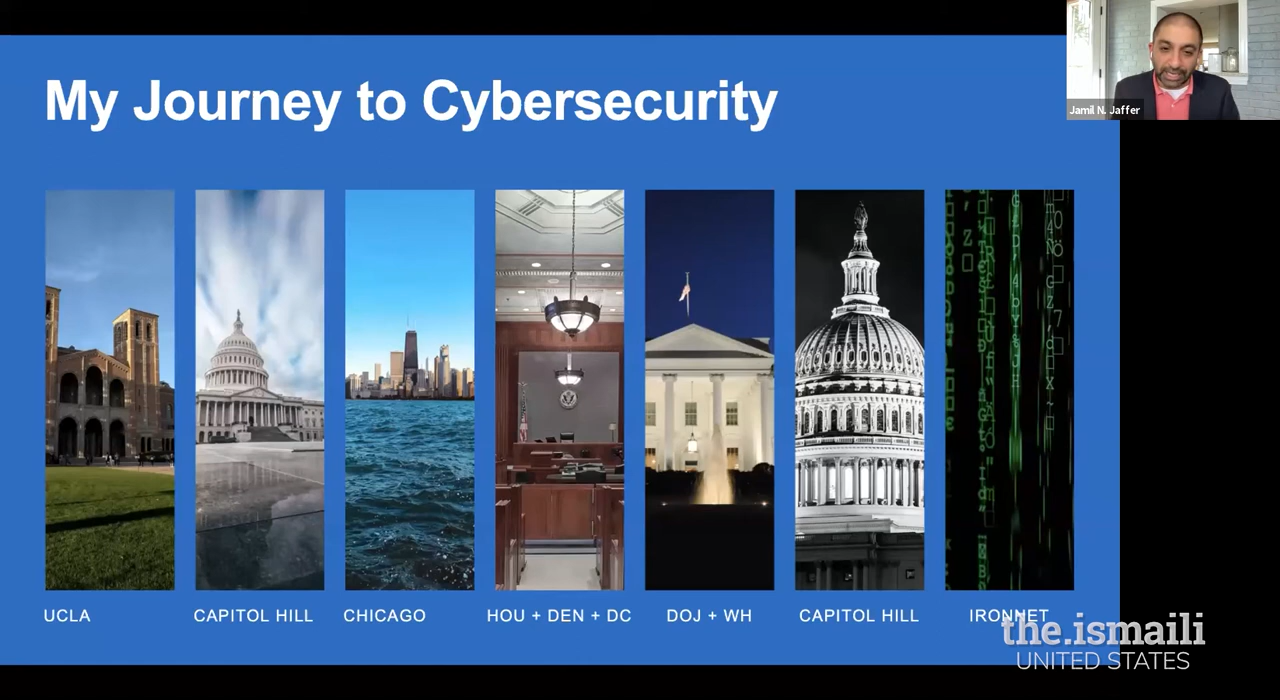 My Journey to Cybersecurity
Jamil N. Jaffer
UCLA
CAPITOL HILL
CHICAGO
HOU + DEN + DC
DOJ + WH
CAPITOL HILL
IRONNET
the.ismaili
UNITED STATES